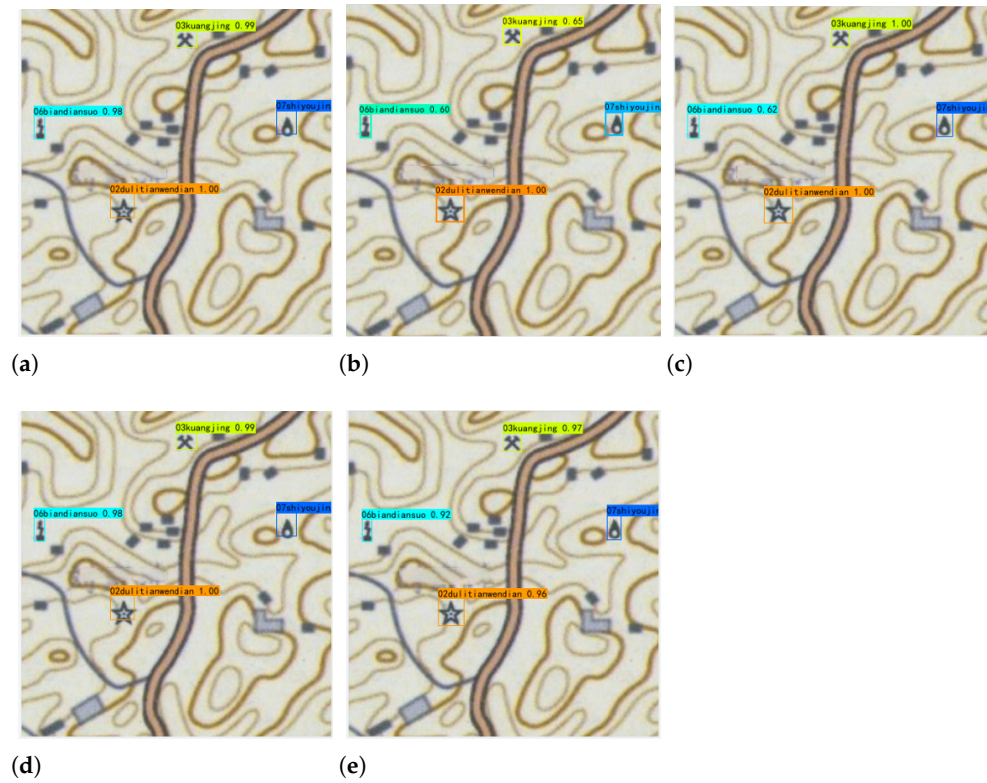 03kuangjing 0.99
06biandiansuo 0.98
07shiyoujin
02dulitianwendian 1.00
(a)
03kuangjing 0.65
06biandiansuo 0.60
07shiyoujin
02dulitianwendian 1.00
(b)
03kuangjing 1.00
06biandiansuo 0.62
07shiyoujin
02dulitianwendian 1.00
(c)
03kuangjing 0.99
06biandiansuo 0.98
07shiyoujin
02dulitianwendian 1.00
(d)
03kuangjing 0.97
06biandiansuo 0.92
07shiyoujin
02dulitianwendian 0.96
(e)